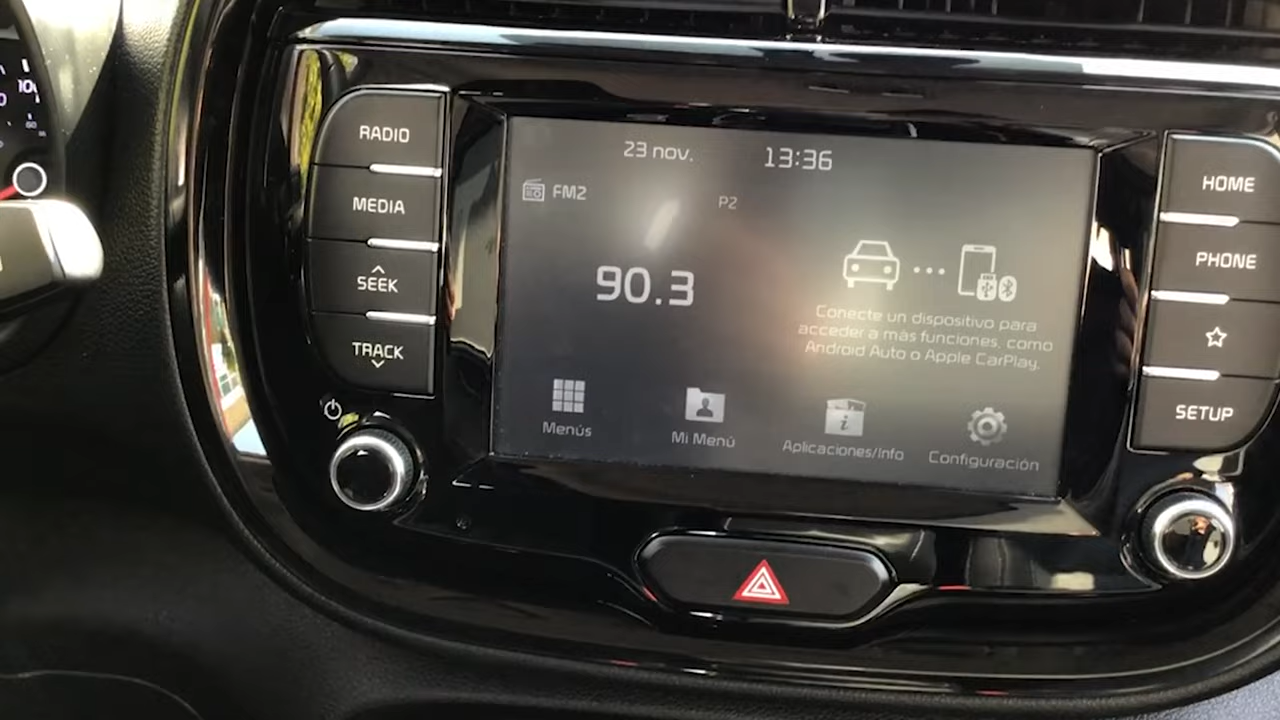 100
RADIO
MEDIA
SEEK
TRACK
23 nov.
13:36
FM2
P2
90.3
Conecte un dispositivo para
acceder a más funciones, como
Android Auto o Apple CarPlay.
Menús
Mi Menú
Aplicaciones/Info
Configuración
HOME
PHONE
SETUP